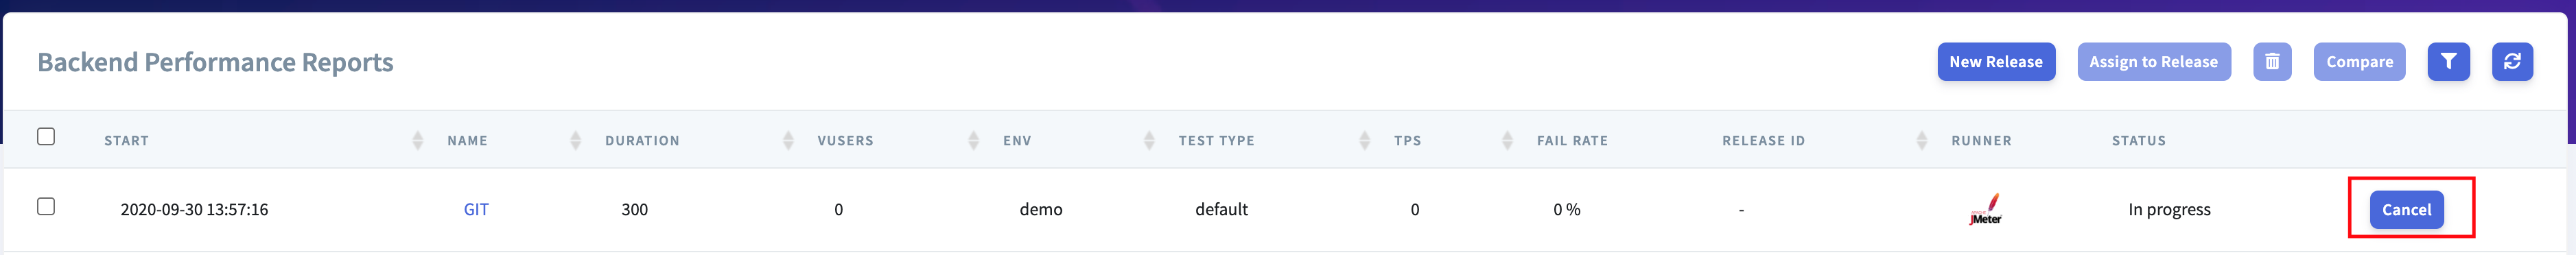 Backend Performance Reports
New Release
Assign to Release
Compare
START NAME DURATION VUSERS ENV TEST TYPE TPS FAIL RATE RELEASE ID RUNNER STATUS
2020-09-30 13:57:16 GIT 300 0 demo default 0 0 % - JMeter In progress Cancel